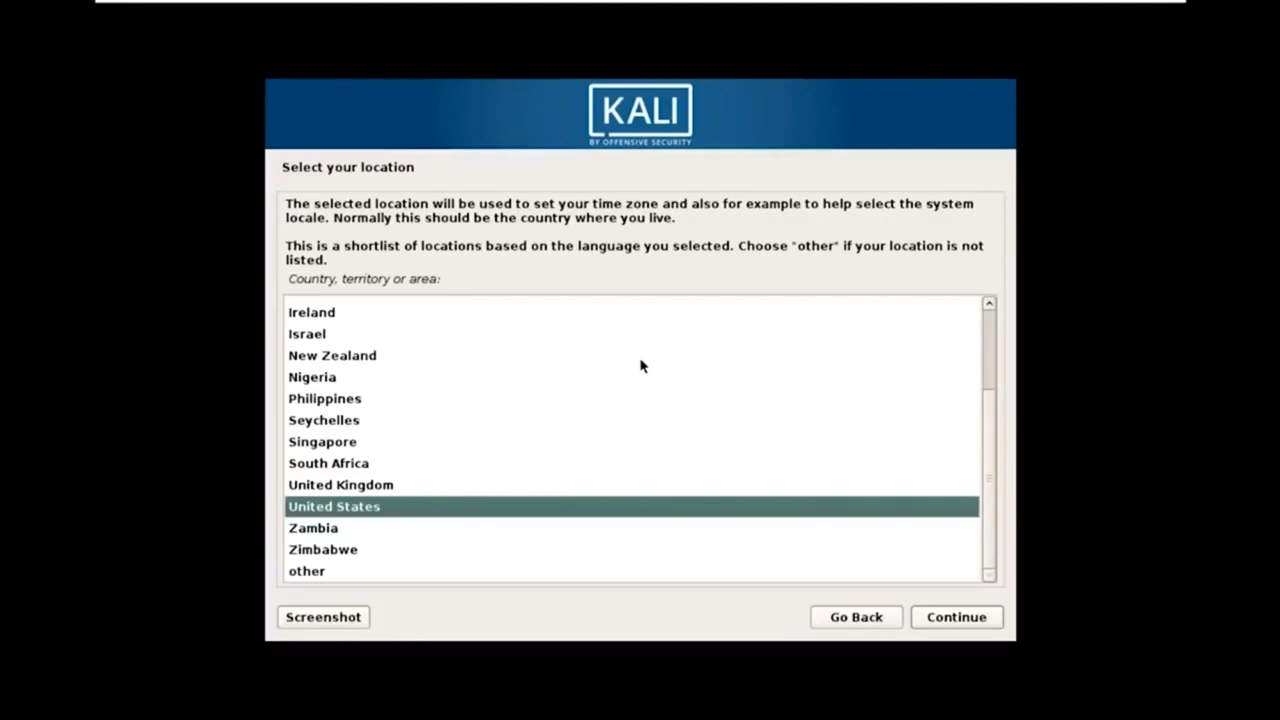 KALI
BY OFFENSIVE SECURITY
Select your location
The selected location will be used to set your time zone and also for example to help select the system
locale. Normally this should be the country where you live.
This is a shortlist of locations based on the language you selected. Choose "other" if your location is not
listed.
Country, territory or area:
Ireland
Israel
New Zealand
Nigeria
Philippines
Seychelles
Singapore
South Africa
United Kingdom
United States
Zambia
Zimbabwe
other
Screenshot
Go Back
Continue